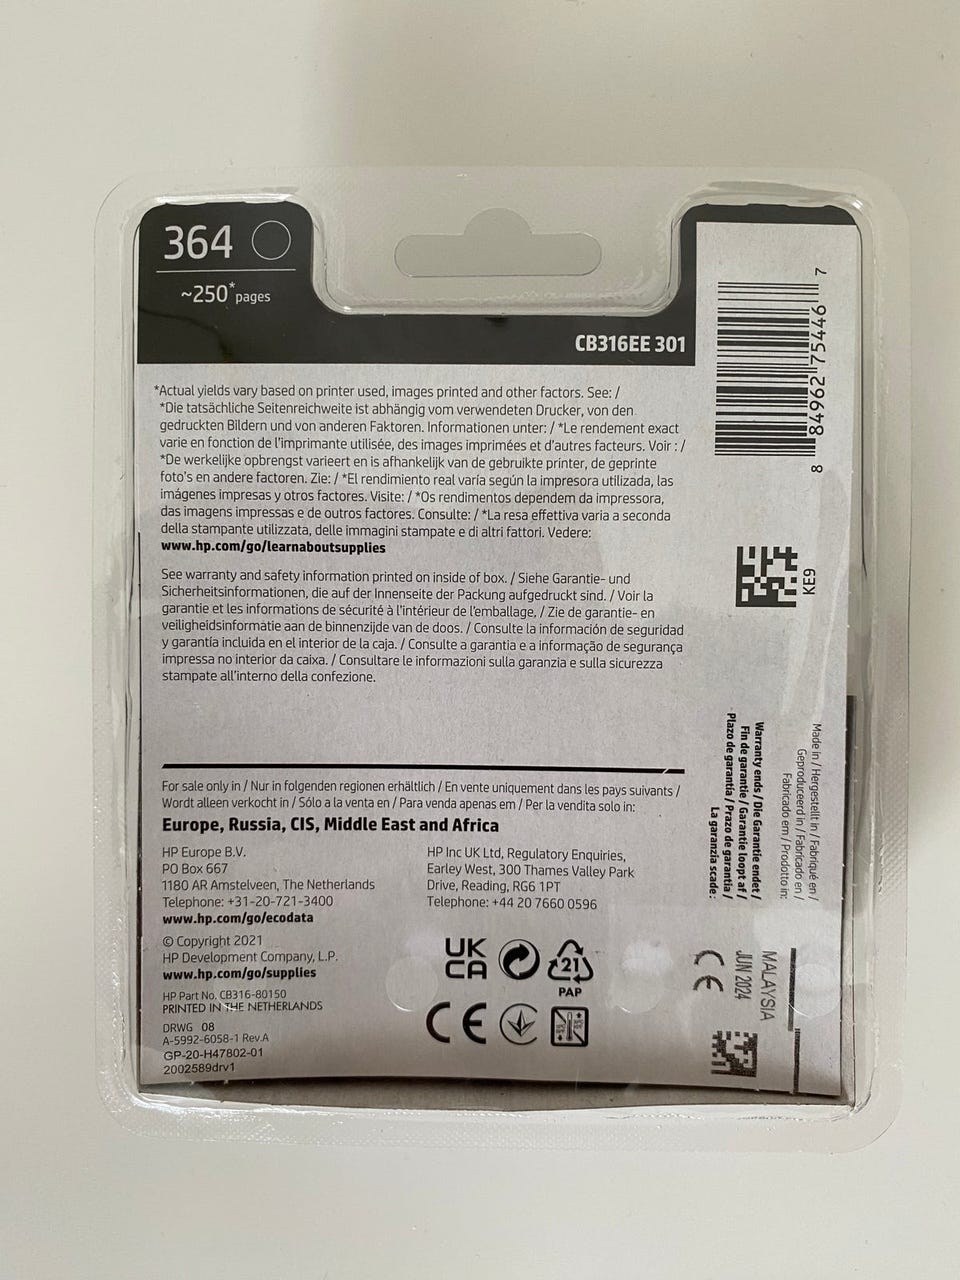 364
~250* pages
CB316EE 301
*Actual yields vary based on printer used, images printed and other factors. See: /
*Die tatsächliche Seitenreichweite ist abhängig vom verwendeten Drucker, von den
gedruckten Bildern und von anderen Faktoren. Informationen unter: / *Le rendement exact
varie en fonction de l'imprimante utilisée, des images imprimées et d'autres facteurs. Voir : /
*De werkelijke opbrengst varieert en is afhankelijk van de gebruikte printer, de geprinte
foto's en andere factoren. Zie: / *El rendimiento real varía según la impresora utilizada, las
imágenes impresas y otros factores. Visite: / *Os rendimentos dependem da impressora,
das imagens impressas e de outros factores. Consulte: / *La resa effettiva varia a seconda
della stampante utilizzata, delle immagini stampate e di altri fattori. Vedere:
www.hp.com/go/learnaboutsupplies
See warranty and safety information printed on inside of box. / Siehe Garantie- und
Sicherheitsinformationen, die auf der Innenseite der Packung aufgedruckt sind. / Voir la
garantie et les informations de sécurité à l'intérieur de l'emballage. / Zie de garantie- en
veiligheidsinformatie aan de binnenzijde van de doos. / Consulte la información de seguridad
y garantía incluida en el interior de la caja. / Consulte a garantia e a informação de segurança
impressa no interior da caixa. / Consultare le informazioni sulla garanzia e sulla sicurezza
stampate all'interno della confezione.
For sale only in / Nur in folgenden regionen erhältlich / En vente uniquement dans les pays suivants /
Wordt alleen verkocht in / Sólo a la venta en / Para venda apenas em / Per la vendita solo in:
Europe, Russia, CIS, Middle East and Africa
HP Europe B.V.
PO Box 667
1180 AR Amstelveen, The Netherlands
Telephone: +31-20-721-3400
www.hp.com/go/ecodata
HP Inc UK Ltd, Regulatory Enquiries,
Earley West, 300 Thames Valley Park
Drive, Reading, RG6 1PT
Telephone: +44 20 7660 0596
© Copyright 2021
HP Development Company, L.P.
www.hp.com/go/supplies
HP Part No. CB316-80150
PRINTED IN THE NETHERLANDS
DRWG 08
A-5992-6058-1 Rev.A
GP-20-H47802-01
2002589drv1
UK
CA
21
PAP
CE
8 84962 75446 7
KE9
Made in / Hergestellt in / Fabriqué en /
Geproduceerd in / Fabricado en /
Fabricado em / Prodotto in:
Warranty ends / Die Garantie endet /
Fin de garantie / Garantie loopt af /
Plazo de garantía / Prazo de garantia /
La garanzia scade:
MALAYSIA
JUN 2024
CE